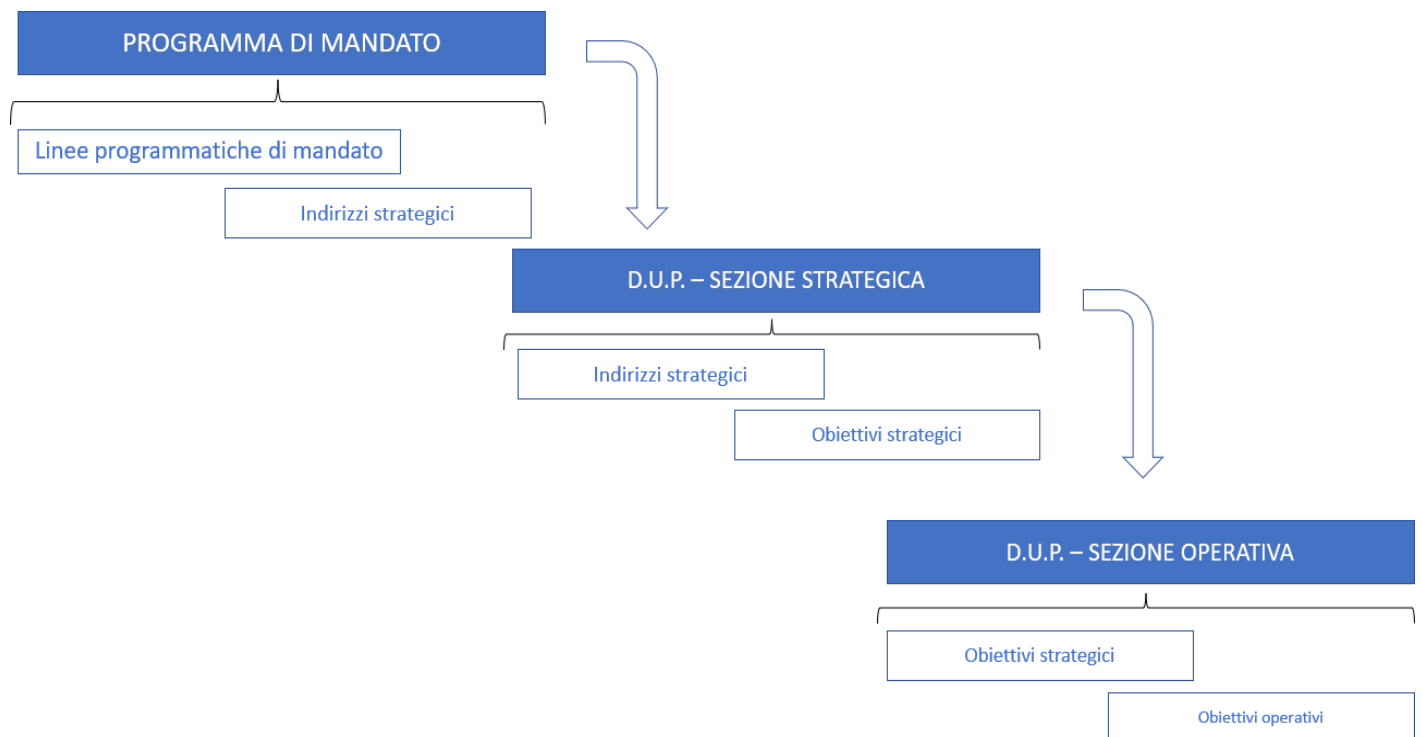 PROGRAMMA DI MANDATO
Linee programmatiche di mandato
Indirizzi strategici
D.U.P. – SEZIONE STRATEGICA
Indirizzi strategici
Obiettivi strategici
D.U.P. – SEZIONE OPERATIVA
Obiettivi strategici
Obiettivi operativi